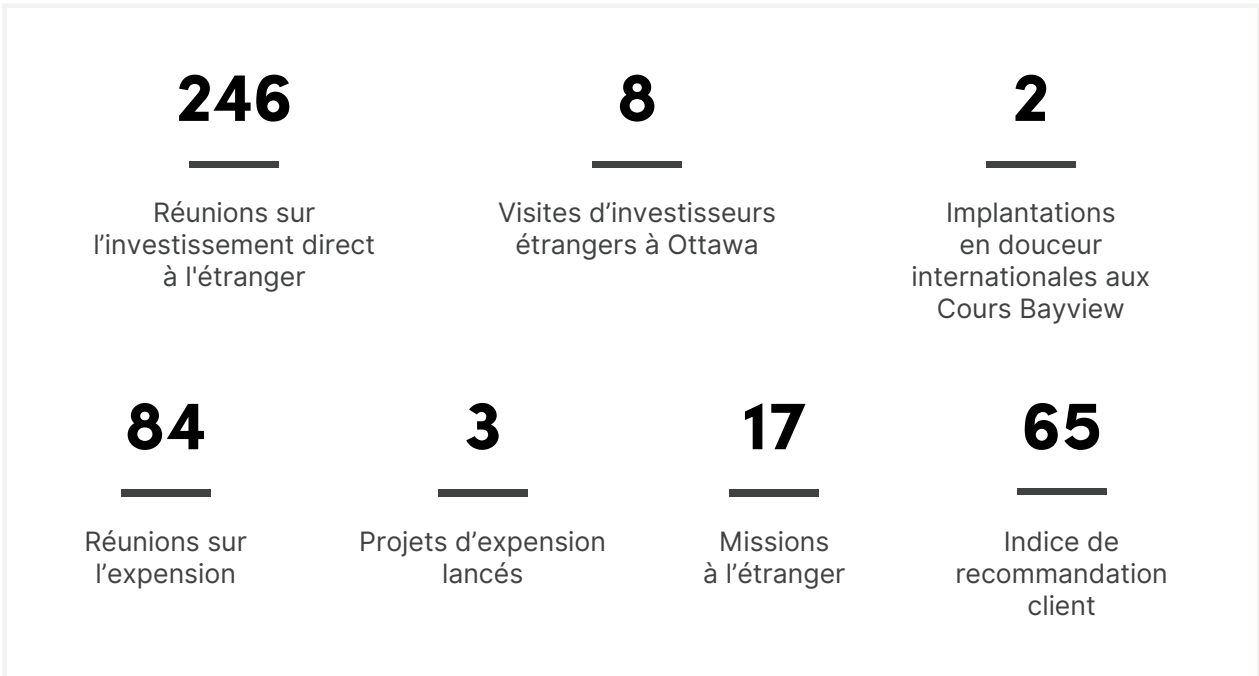 246
Réunions sur
l’investissement direct
à l'étranger
8
Visites d’investisseurs
étrangers à Ottawa
2
Implantations
en douceur
internationales aux
Cours Bayview
84
Réunions sur
l’expension
3
Projets d’expension
lancés
17
Missions
à l’étranger
65
Indice de
recommandation
client